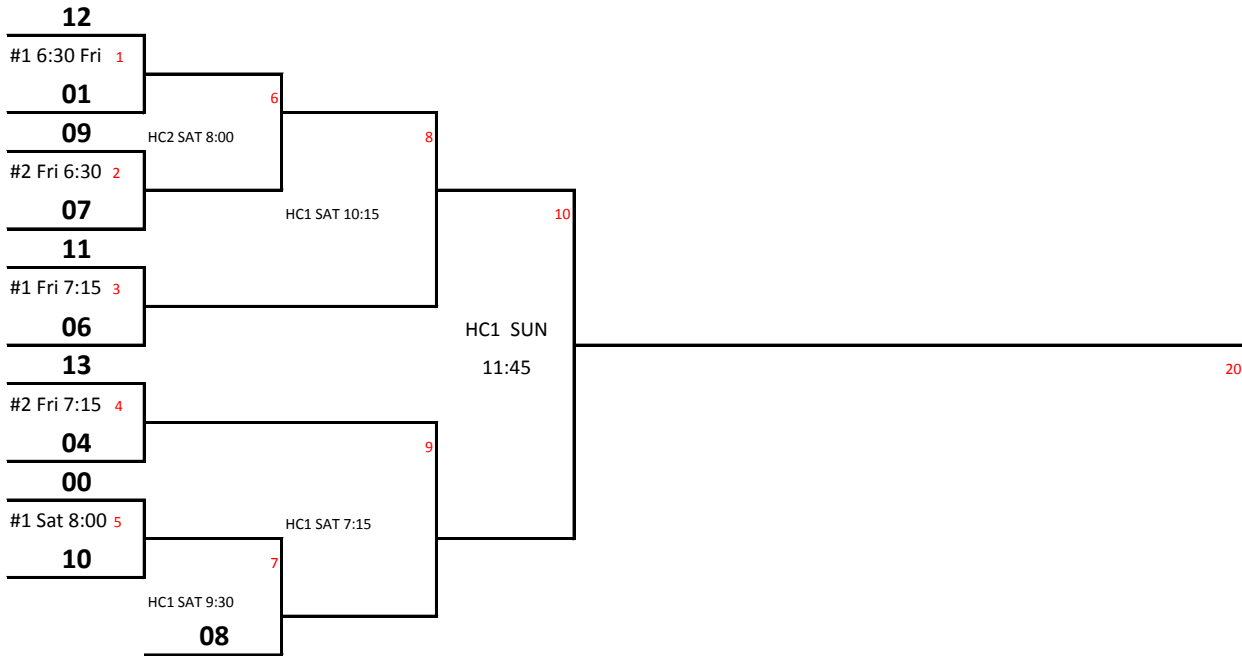 12
#1 6:30 Fri 1
01
6
09
HC2 SAT 8:00
8
#2 Fri 6:30 2
07
HC1 SAT 10:15
10
11
#1 Fri 7:15 3
06
HC1 SUN
13
11:45
20
#2 Fri 7:15 4
04
9
00
#1 Sat 8:00 5
HC1 SAT 7:15
10
7
HC1 SAT 9:30
08